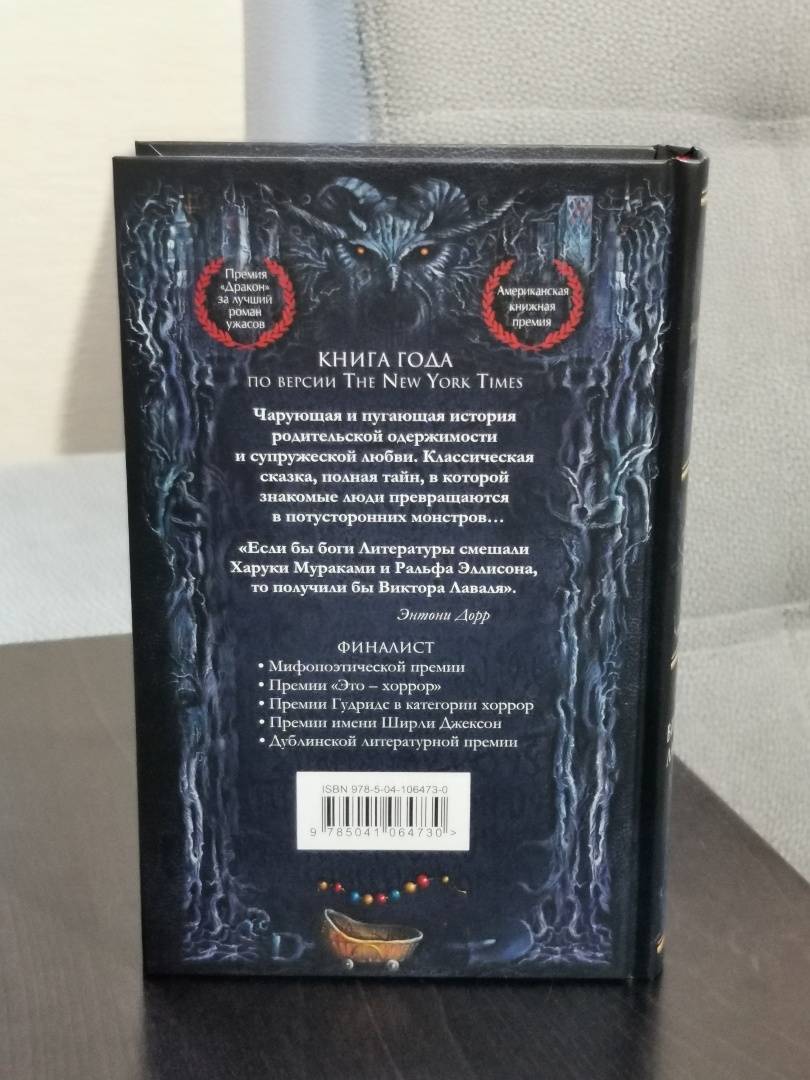 Премия
«Дракон»
за лучший
роман
ужасов
Американская
книжная
премия
КНИГА ГОДА
ПО ВЕРСИИ THE NEW YORK TIMES
Чарующая и пугающая история
родительской одержимости
и супружеской любви. Классическая
сказка, полная тайн, в которой
знакомые люди превращаются
в потусторонних монстров…
«Если бы боги Литературы смешали
Харуки Мураками и Ральфа Эллисона,
то получили бы Виктора Лаваля».
Энтони Дорр
ФИНАЛИСТ
• Мифопоэтической премии
• Премии «Это – хоррор»
• Премии Гудридс в категории хоррор
• Премии имени Ширли Джексон
• Дублинской литературной премии
ISBN 978-5-04-106473-0
9 785041 064730 >